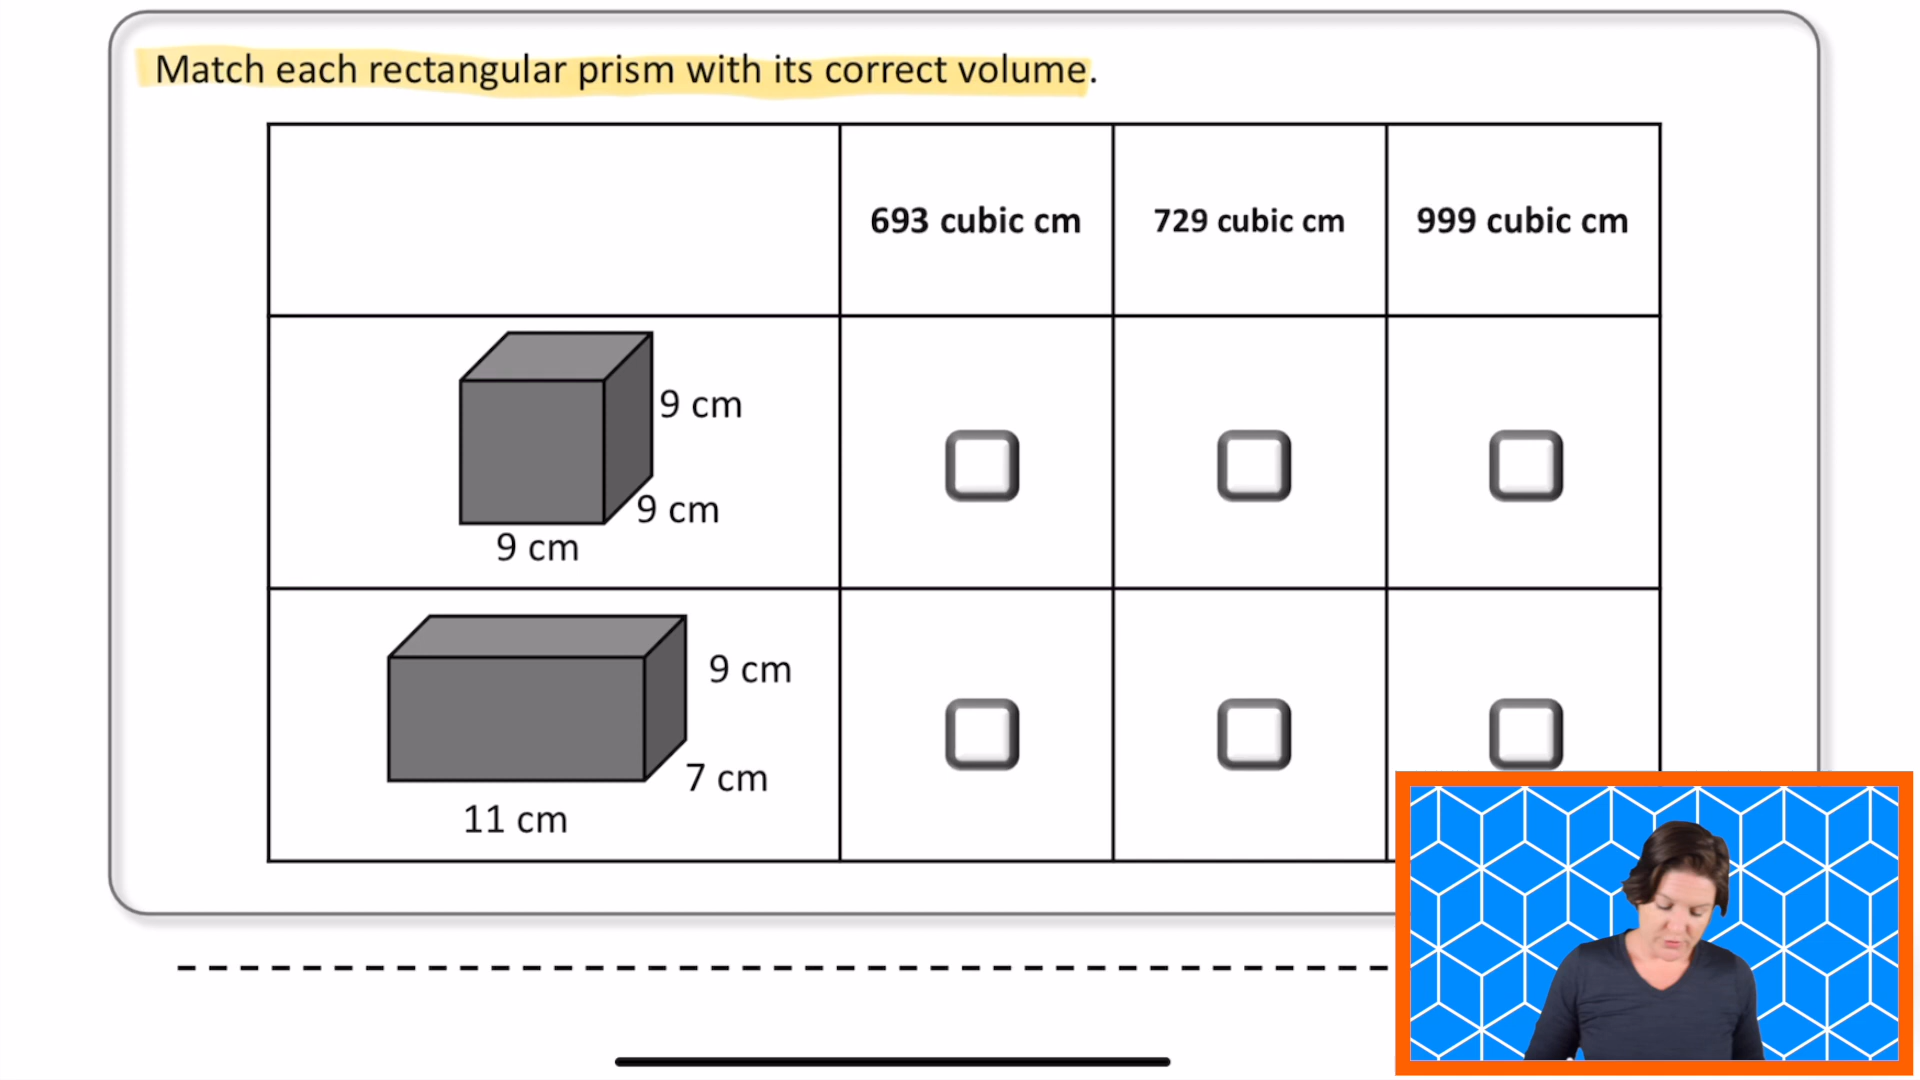 Match each rectangular prism with its correct volume.
693 cubic cm
729 cubic cm
999 cubic cm
9 cm
9 cm
9 cm
9 cm
7 cm
11 cm